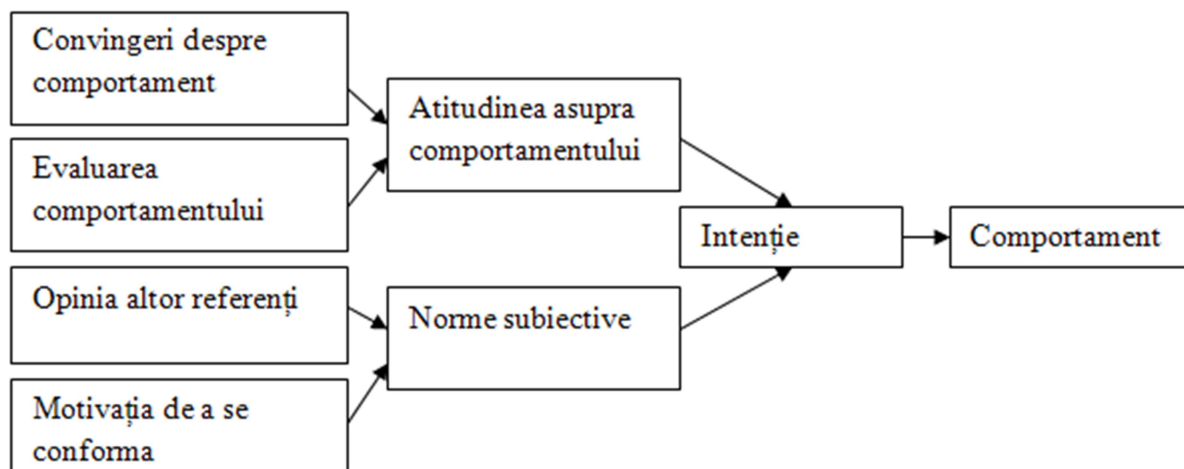 Convingeri despre
comportament
Evaluarea
comportamentului
Opinia altor referenți
Motivația de a se
conforma
Atitudinea asupra
comportamentului
Norme subiective
Intenție
Comportament